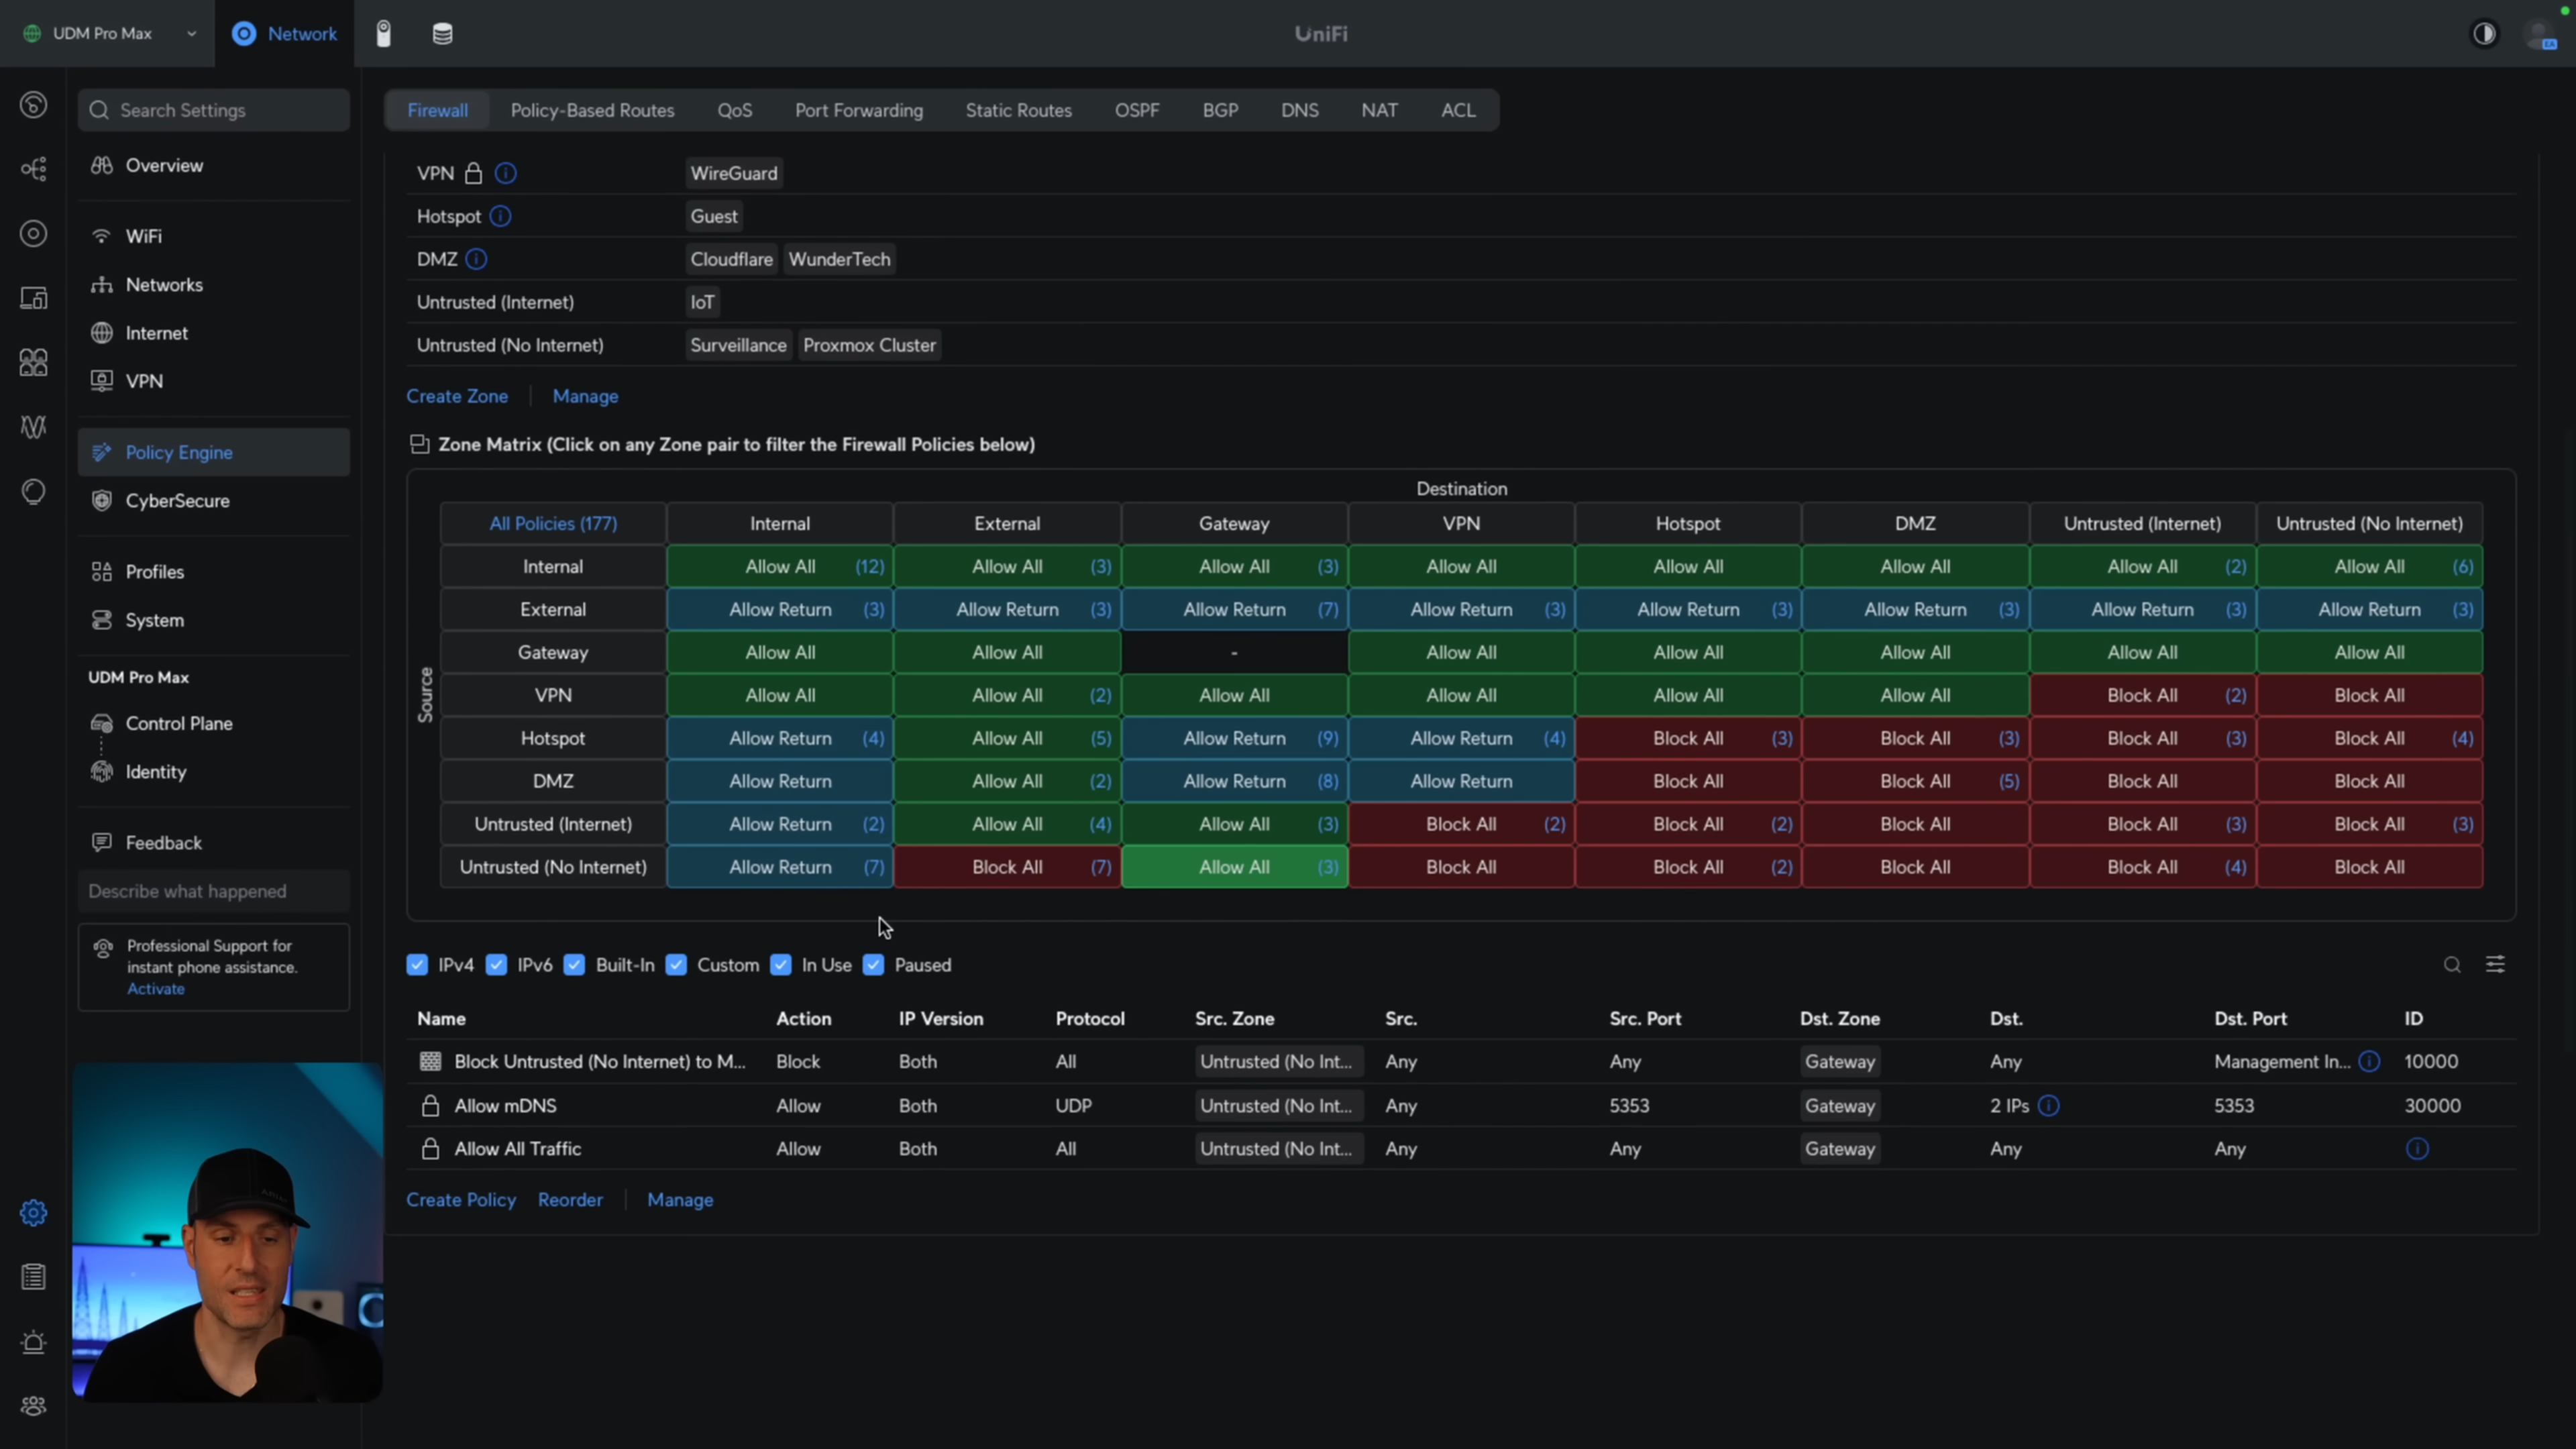 UDM Pro Max
Network
UniFi
Search Settings
Overview
WiFi
Networks
Internet
VPN
Policy Engine
CyberSecure
Profiles
System
UDM Pro Max
Control Plane
Identity
Feedback
Describe what happened
Professional Support for
instant phone assistance.
Activate
Firewall Policy-Based Routes QoS Port Forwarding Static Routes OSPF BGP DNS NAT ACL
VPN WireGuard
Hotspot Guest
DMZ Cloudflare WunderTech
Untrusted (Internet) IoT
Untrusted (No Internet) Surveillance Proxmox Cluster
Create Zone Manage
Zone Matrix (Click on any Zone pair to filter the Firewall Policies below)
Destination
Source
All Policies (177) Internal External Gateway VPN Hotspot DMZ Untrusted (Internet) Untrusted (No Internet)
Internal Allow All (12) Allow All (3) Allow All (3) Allow All Allow All Allow All Allow All (2) Allow All (6)
External Allow Return (3) Allow Return (3) Allow Return (7) Allow Return (3) Allow Return (3) Allow Return (3) Allow Return (3) Allow Return (3)
Gateway Allow All Allow All - Allow All Allow All Allow All Allow All Allow All
VPN Allow All Allow All (2) Allow All Allow All Allow All Allow All Block All (2) Block All
Hotspot Allow Return (4) Allow All (5) Allow Return (9) Allow Return (4) Block All (3) Block All (3) Block All (3) Block All (4)
DMZ Allow Return Allow All (2) Allow Return (8) Allow Return Block All Block All (5) Block All Block All
Untrusted (Internet) Allow Return (2) Allow All (4) Allow All (3) Block All (2) Block All (2) Block All Block All (3) Block All (3)
Untrusted (No Internet) Allow Return (7) Block All (7) Allow All (3) Block All Block All (2) Block All Block All (4) Block All
IPv4 IPv6 Built-In Custom In Use Paused
Name Action IP Version Protocol Src. Zone Src. Src. Port Dst. Zone Dst. Dst. Port ID
Block Untrusted (No Internet) to M... Block Both All Untrusted (No Int... Any Any Gateway Any Management In... 10000
Allow mDNS Allow Both UDP Untrusted (No Int... Any 5353 Gateway 2 IPs 5353 30000
Allow All Traffic Allow Both All Untrusted (No Int... Any Any Gateway Any Any
Create Policy Reorder Manage